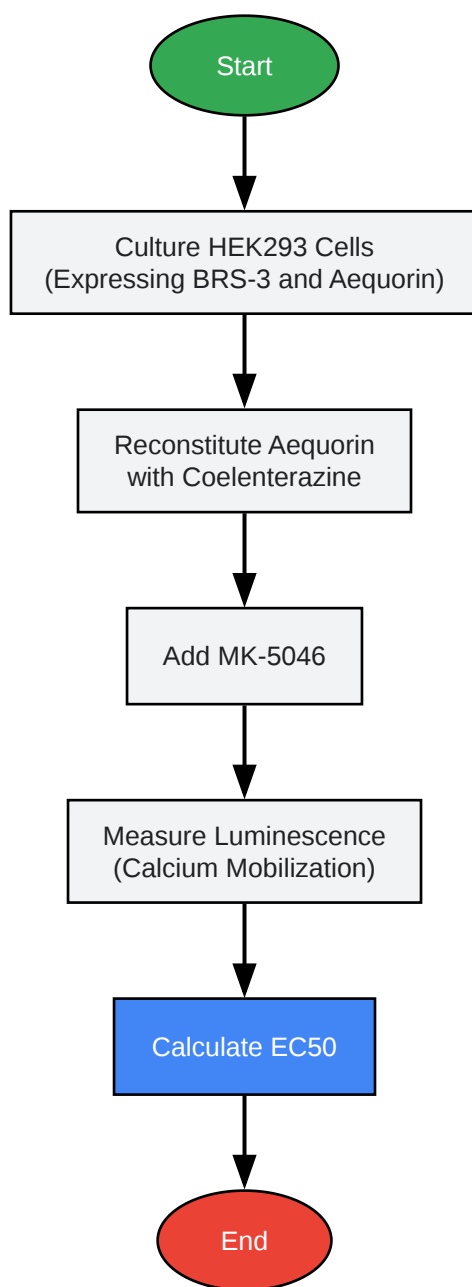 Start
Culture HEK293 Cells
(Expressing BRS-3 and Aequorin)
Reconstitute Aequorin
with Coelenterazine
Add MK-5046
Measure Luminescence
(Calcium Mobilization)
Calculate EC50
End